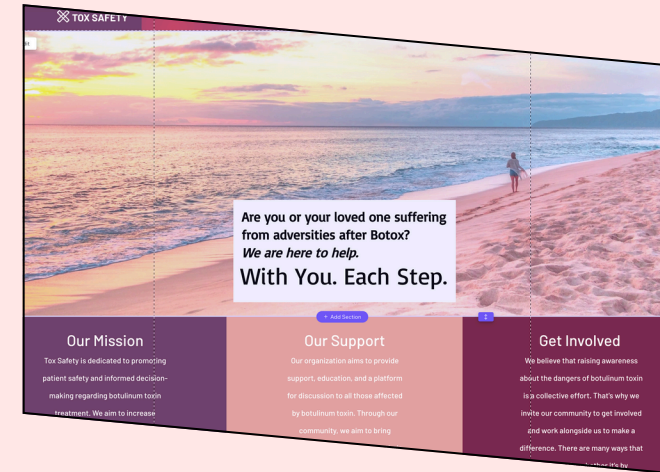 TOX SAFETY
Are you or your loved one suffering
from adversities after Botox?
We are here to help.
With You. Each Step.
+ Add Section
Our Mission
Tox Safety is dedicated to promoting
patient safety and informed decision-
making regarding botulinum toxin
treatment. We aim to increase
Our Support
Our organization aims to provide
support, education, and a platform
for discussion to all those affected
by botulinum toxin. Through our
community, we aim to bring
Get Involved
We believe that raising awareness
about the dangers of botulinum toxin
is a collective effort. That's why we
invite our community to get involved
and work alongside us to make a
difference. There are many ways that
it's by